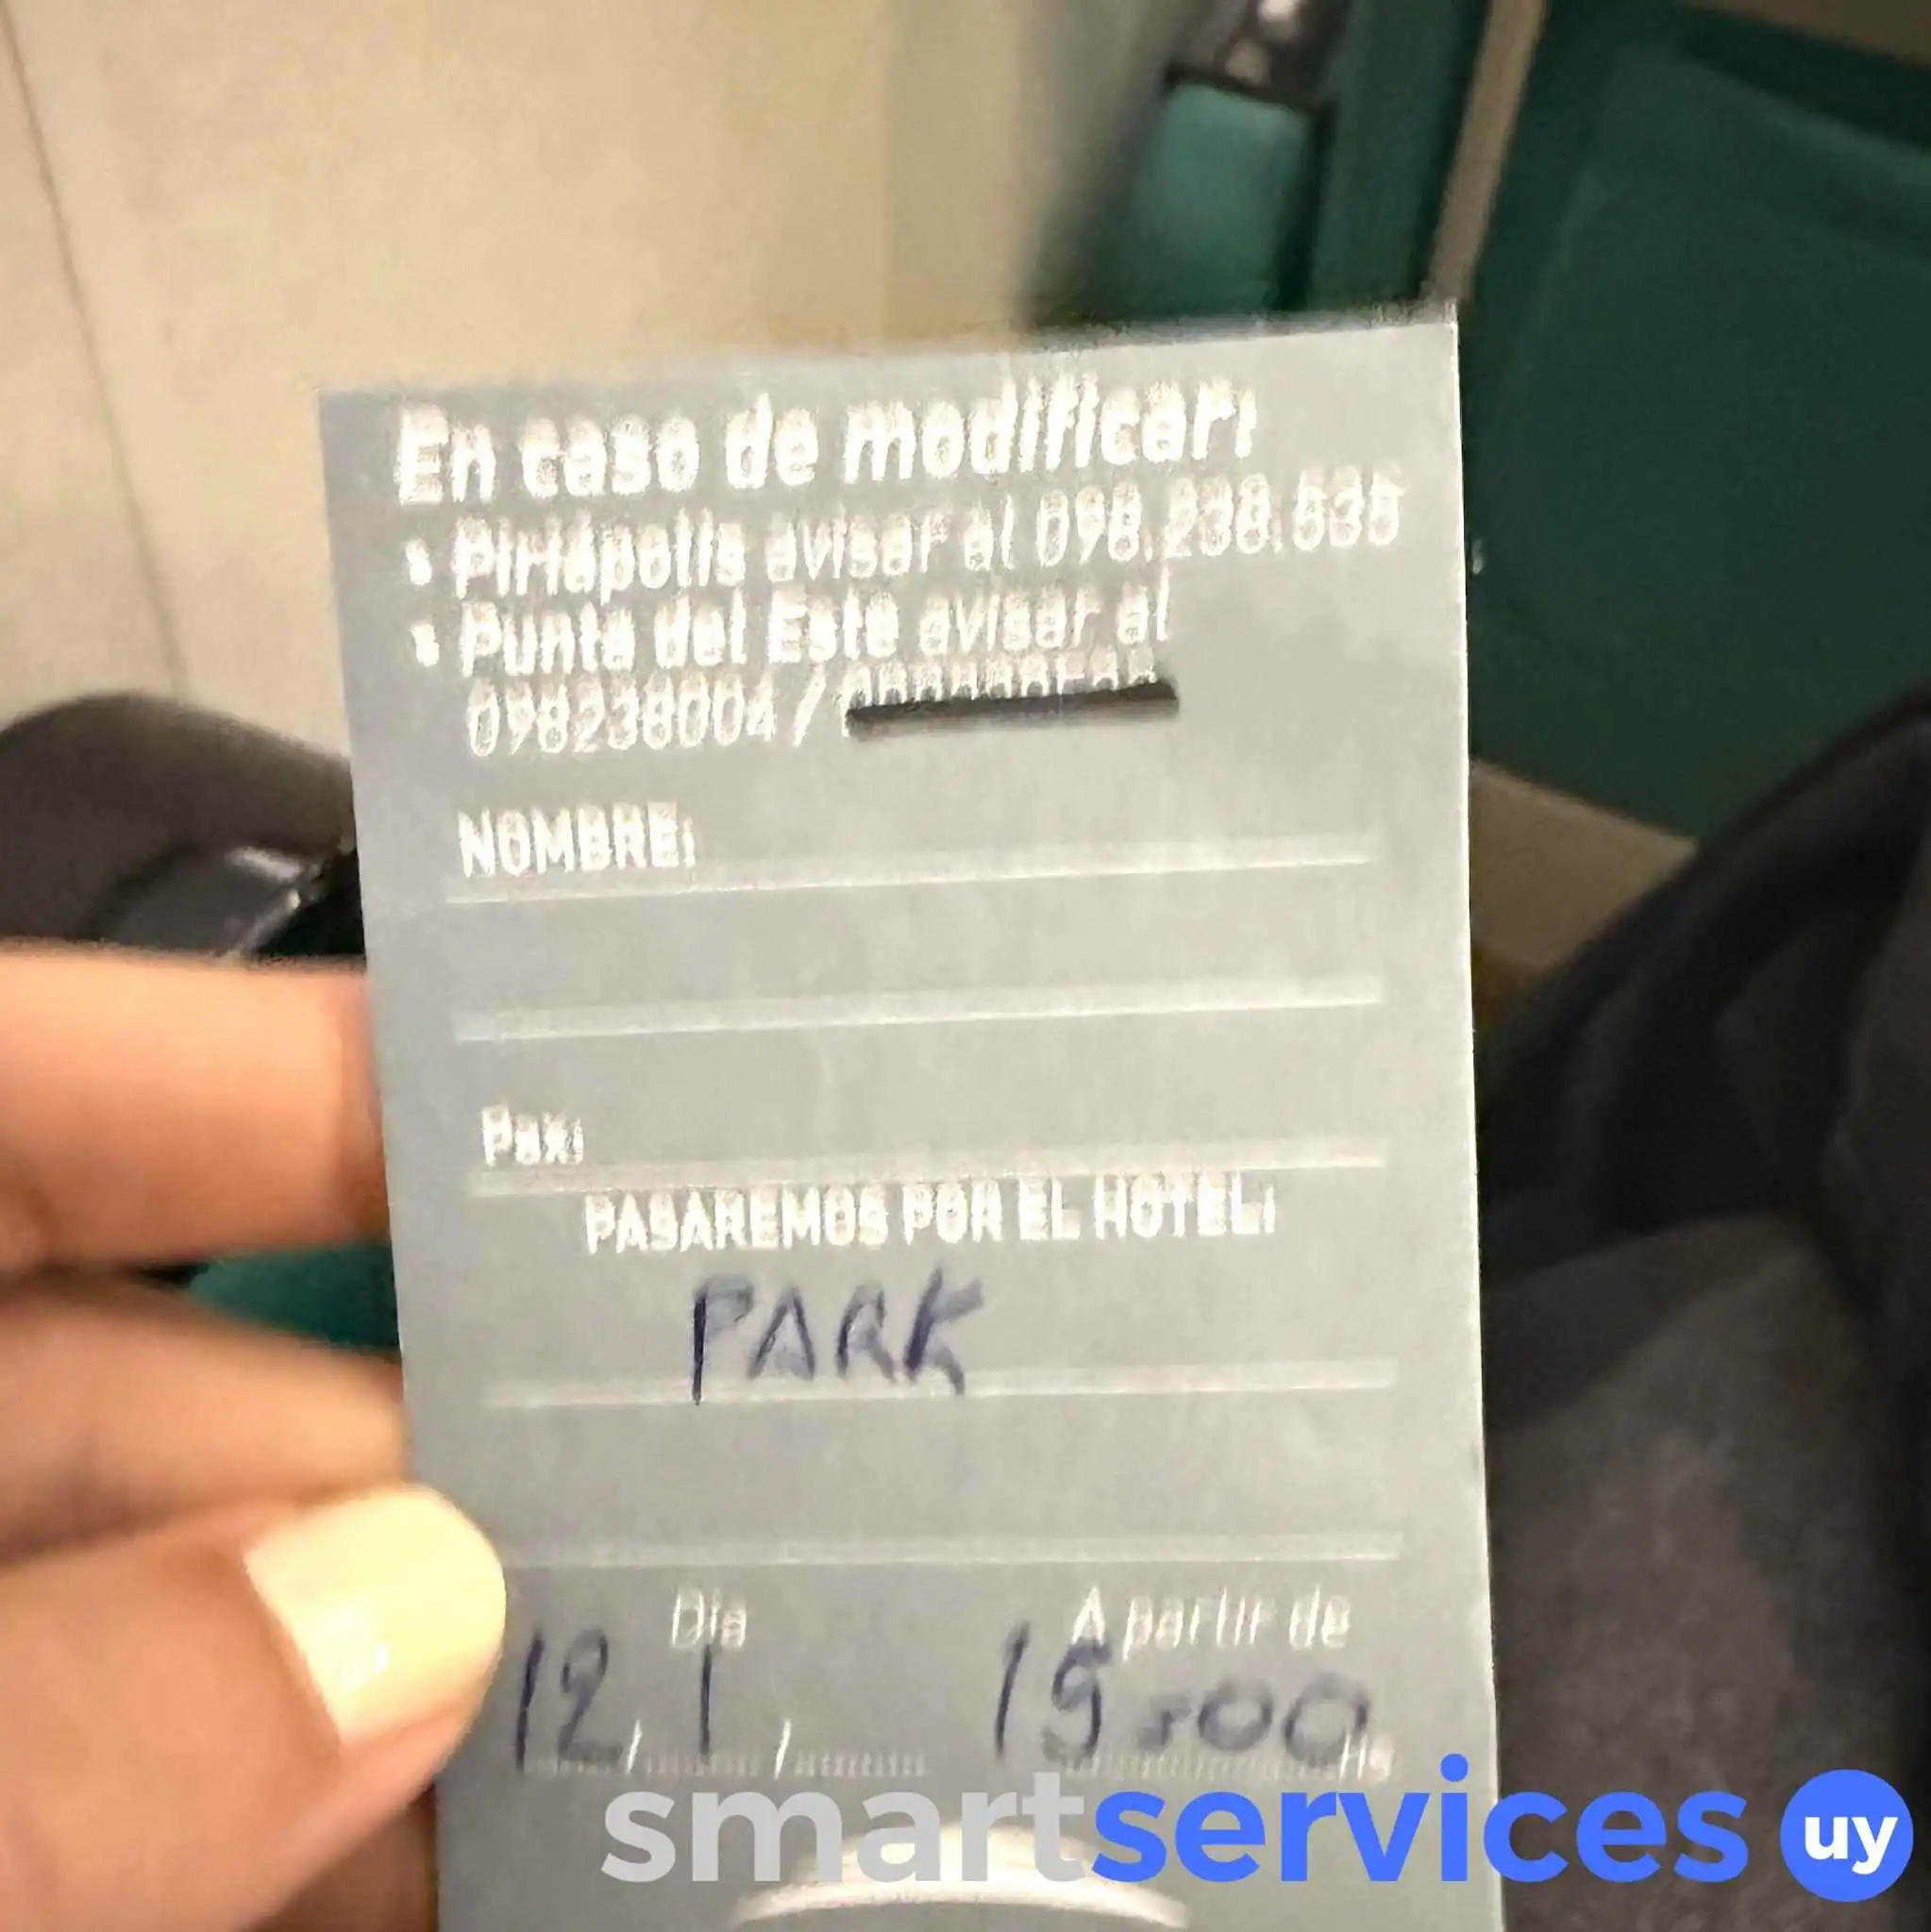 En caso de modificar:
• Piriápolis avisar al 098.238.535
• Punta del Este avisar al
098238004 /
NOMBRE:
Pax:
PASAREMOS POR EL HOTEL:
PARK
Día A partir de
12 / 1 / 15:00 Hs
smartservices uy